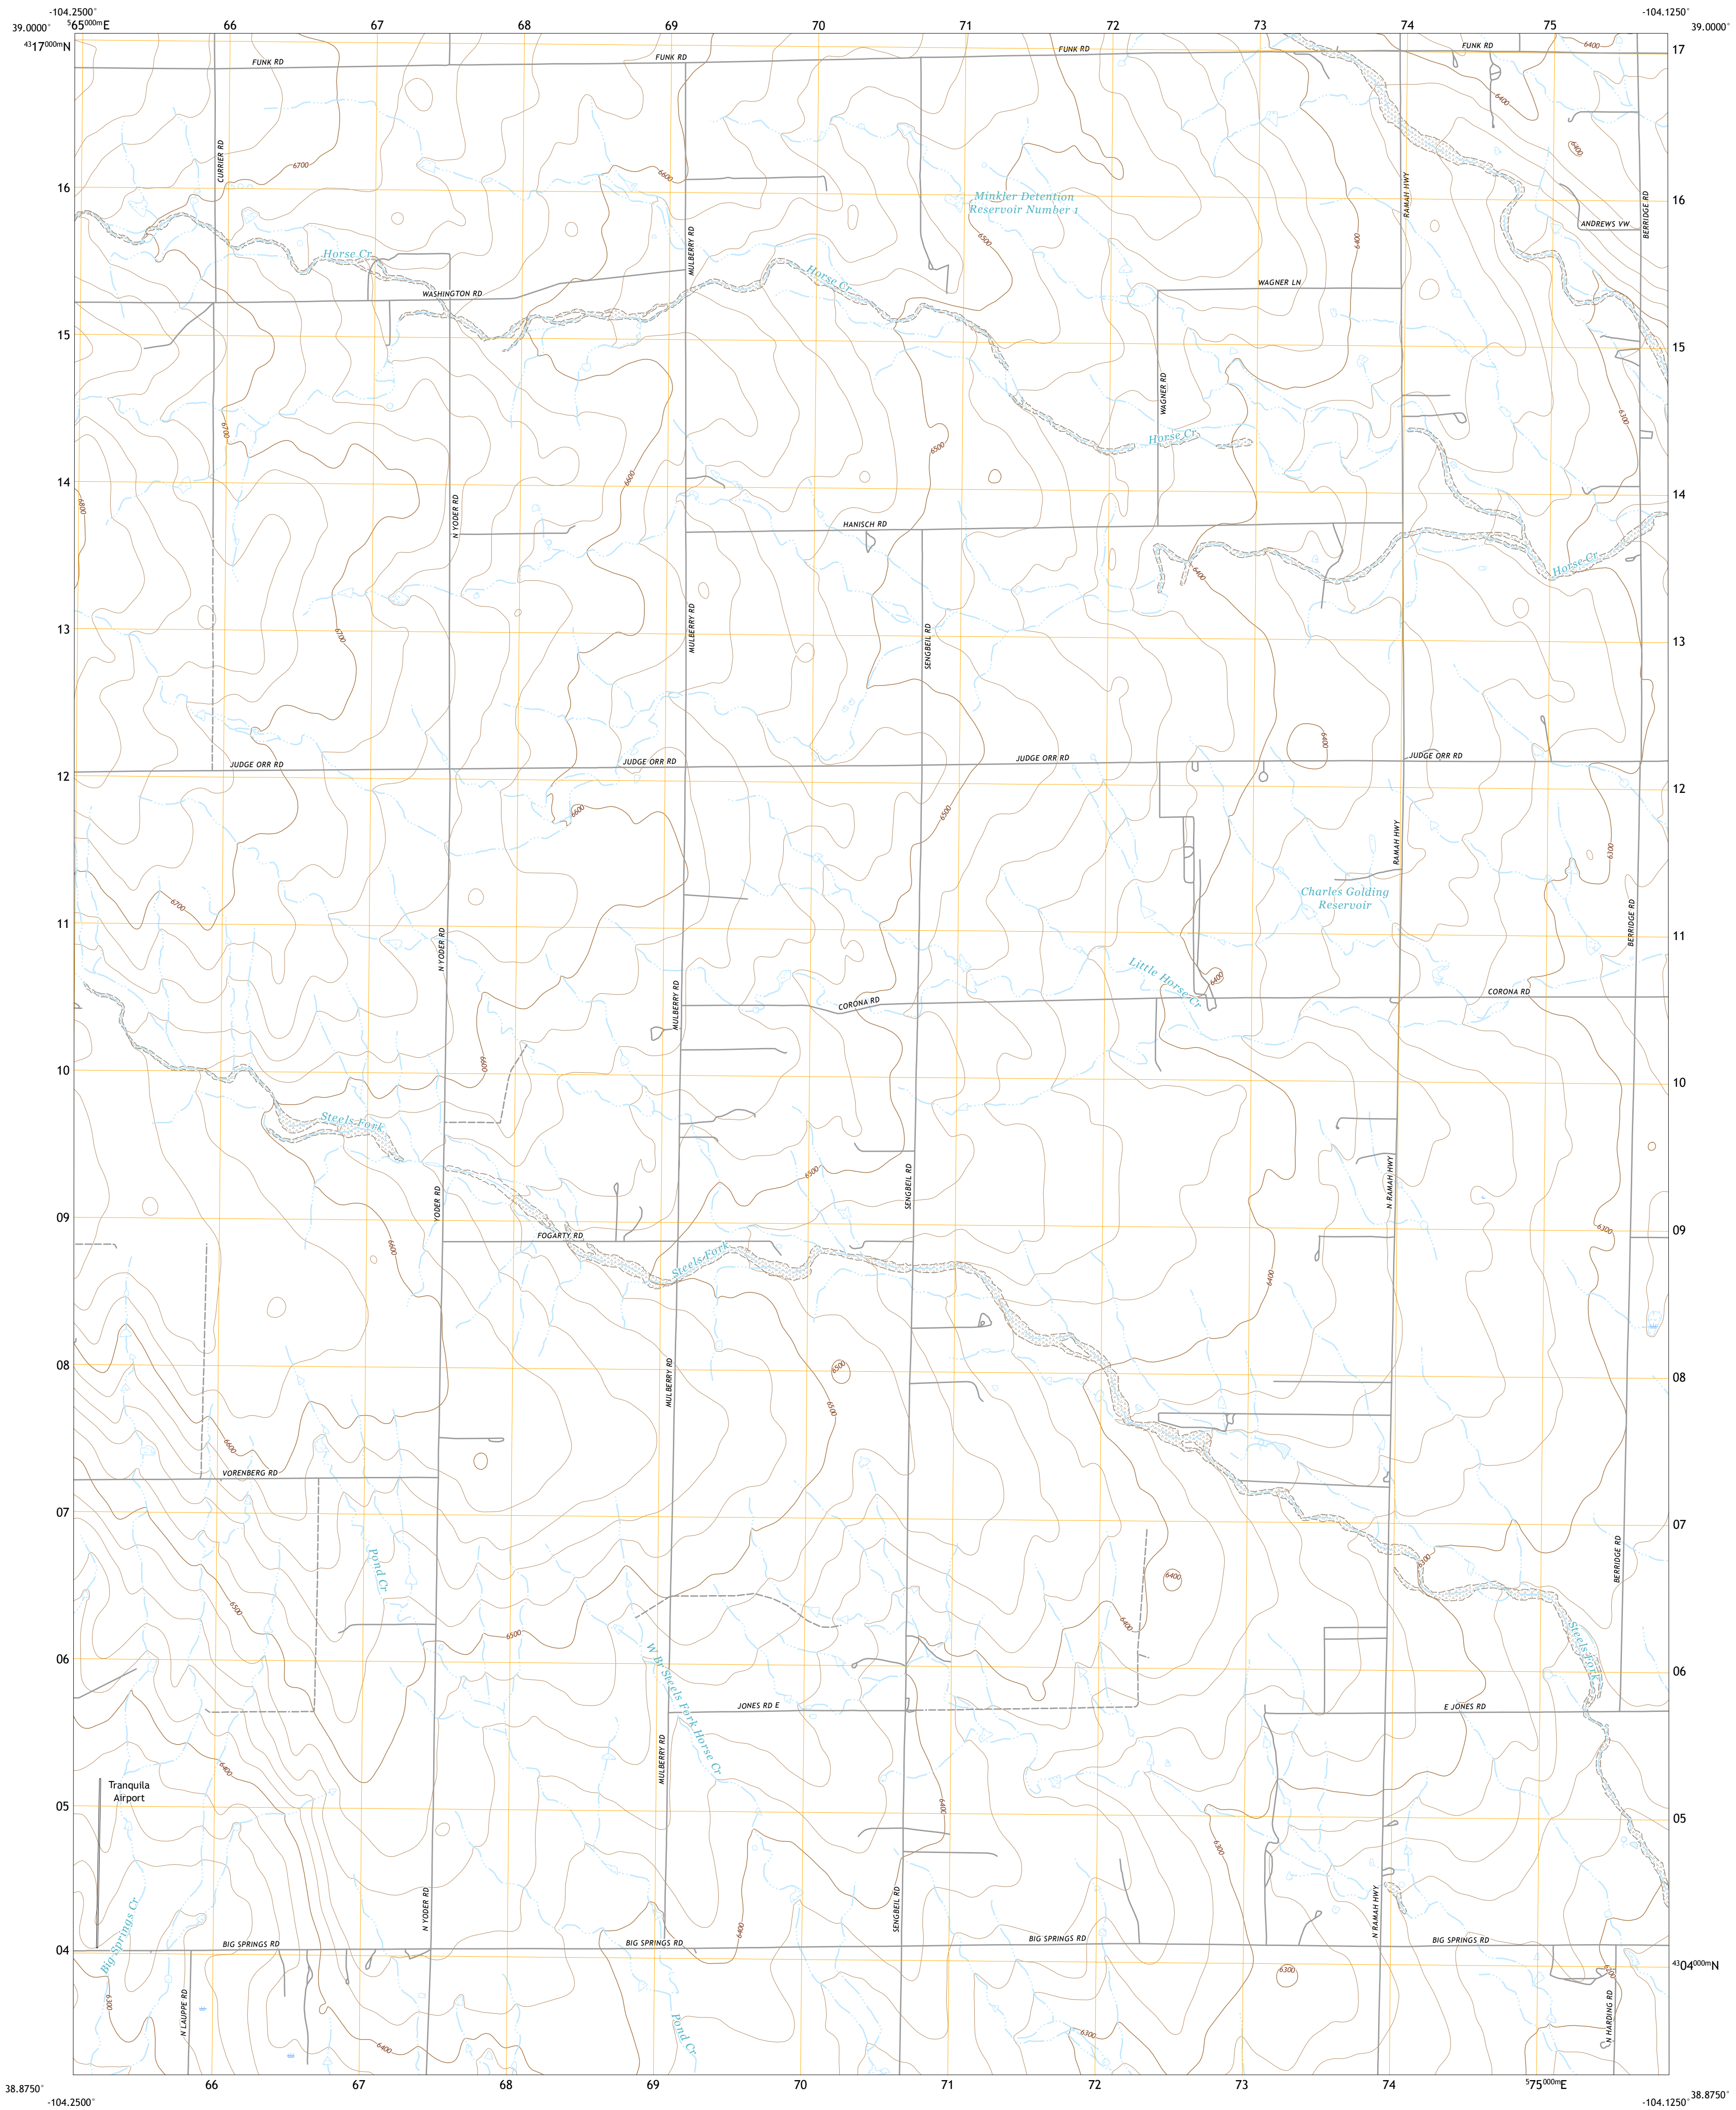 -104.2500°
-104.1250°
39.0000°
⁵65⁰⁰⁰ᵐE
66
67
68
69
70
71
72
73
74
75
39.0000°
⁴³17⁰⁰⁰ᵐN
17
FUNK RD
FUNK RD
FUNK RD
FUNK RD
6400
6400
6400
CURRIER RD
6700
6600
16
16
Minkler Detention
Reservoir Number 1
RAMAH HWY
BERRIDGE RD
ANDREWS VW
MULBERRY RD
6500
6400
Horse Cr
Horse Cr
WASHINGTON RD
WAGNER LN
15
15
WAGNER RD
6300
6700
Horse Cr
6500
6600
14
14
6800
N YODER RD
HANISCH RD
Horse Cr
6400
13
13
6700
MULBERRY RD
SENGBEIL RD
6400
JUDGE ORR RD
JUDGE ORR RD
JUDGE ORR RD
JUDGE ORR RD
12
12
6600
6500
RAMAH HWY
6300
6700
Charles Golding
Reservoir
11
11
N YODER RD
BERRIDGE RD
Little Horse Cr
6400
MULBERRY RD
CORONA RD
CORONA RD
6600
10
10
Steels Fork
6500
SENGBEIL RD
N RAMAH HWY
YODER RD
09
09
6300
FOGARTY RD
6600
Steels Fork
6400
08
08
6500
MULBERRY RD
6500
6600
VORENBERG RD
07
07
Pond Cr
6300
BERRIDGE RD
6400
6500
6400
6500
Steels Fork
06
06
W Br Steels Fork Horse Cr
JONES RD E
E JONES RD
MULBERRY RD
6400
Tranquila
Airport
05
05
6400
6300
N YODER RD
SENGBEIL RD
N RAMAH HWY
Big Springs Cr
6400
04
BIG SPRINGS RD
BIG SPRINGS RD
BIG SPRINGS RD
BIG SPRINGS RD
⁴³04⁰⁰⁰ᵐN
6300
6300
6300
N LAUPPE RD
N HARDING RD
6400
Pond Cr
6300
38.8750°
66
67
68
69
70
71
72
73
74
⁵75⁰⁰⁰ᵐE
38.8750°
-104.2500°
-104.1250°